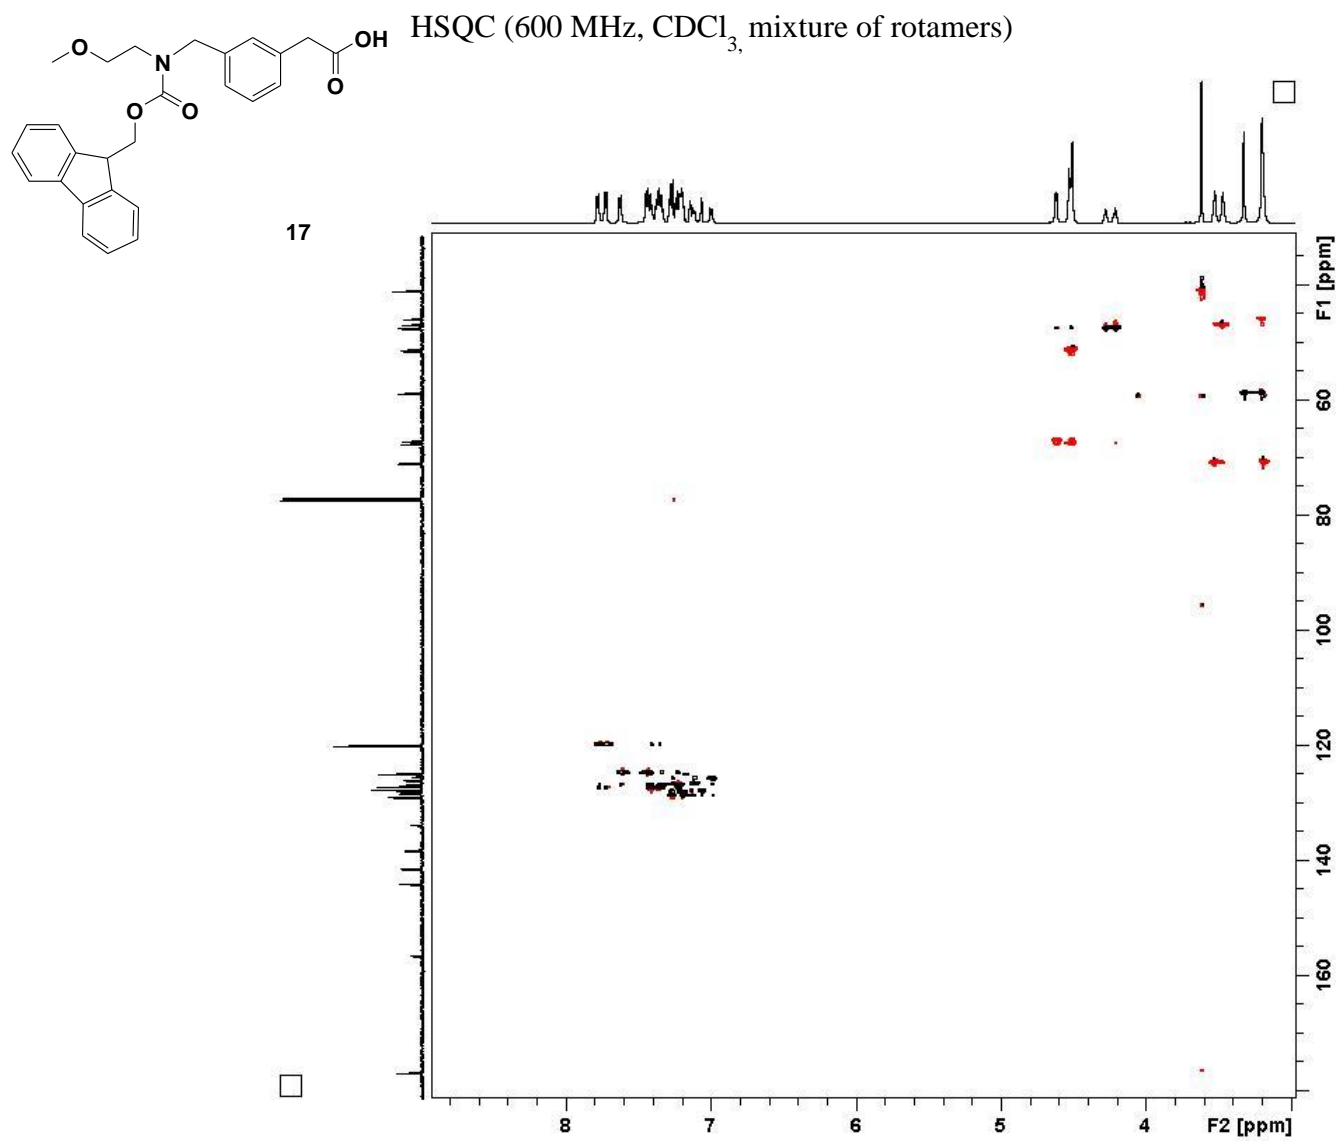 HSQC (600 MHz, CDCl3, mixture of rotamers)
O
N
OH
O
O
O
17
F1 [ppm]
60
80
100
120
140
160
8
7
6
5
4
F2 [ppm]